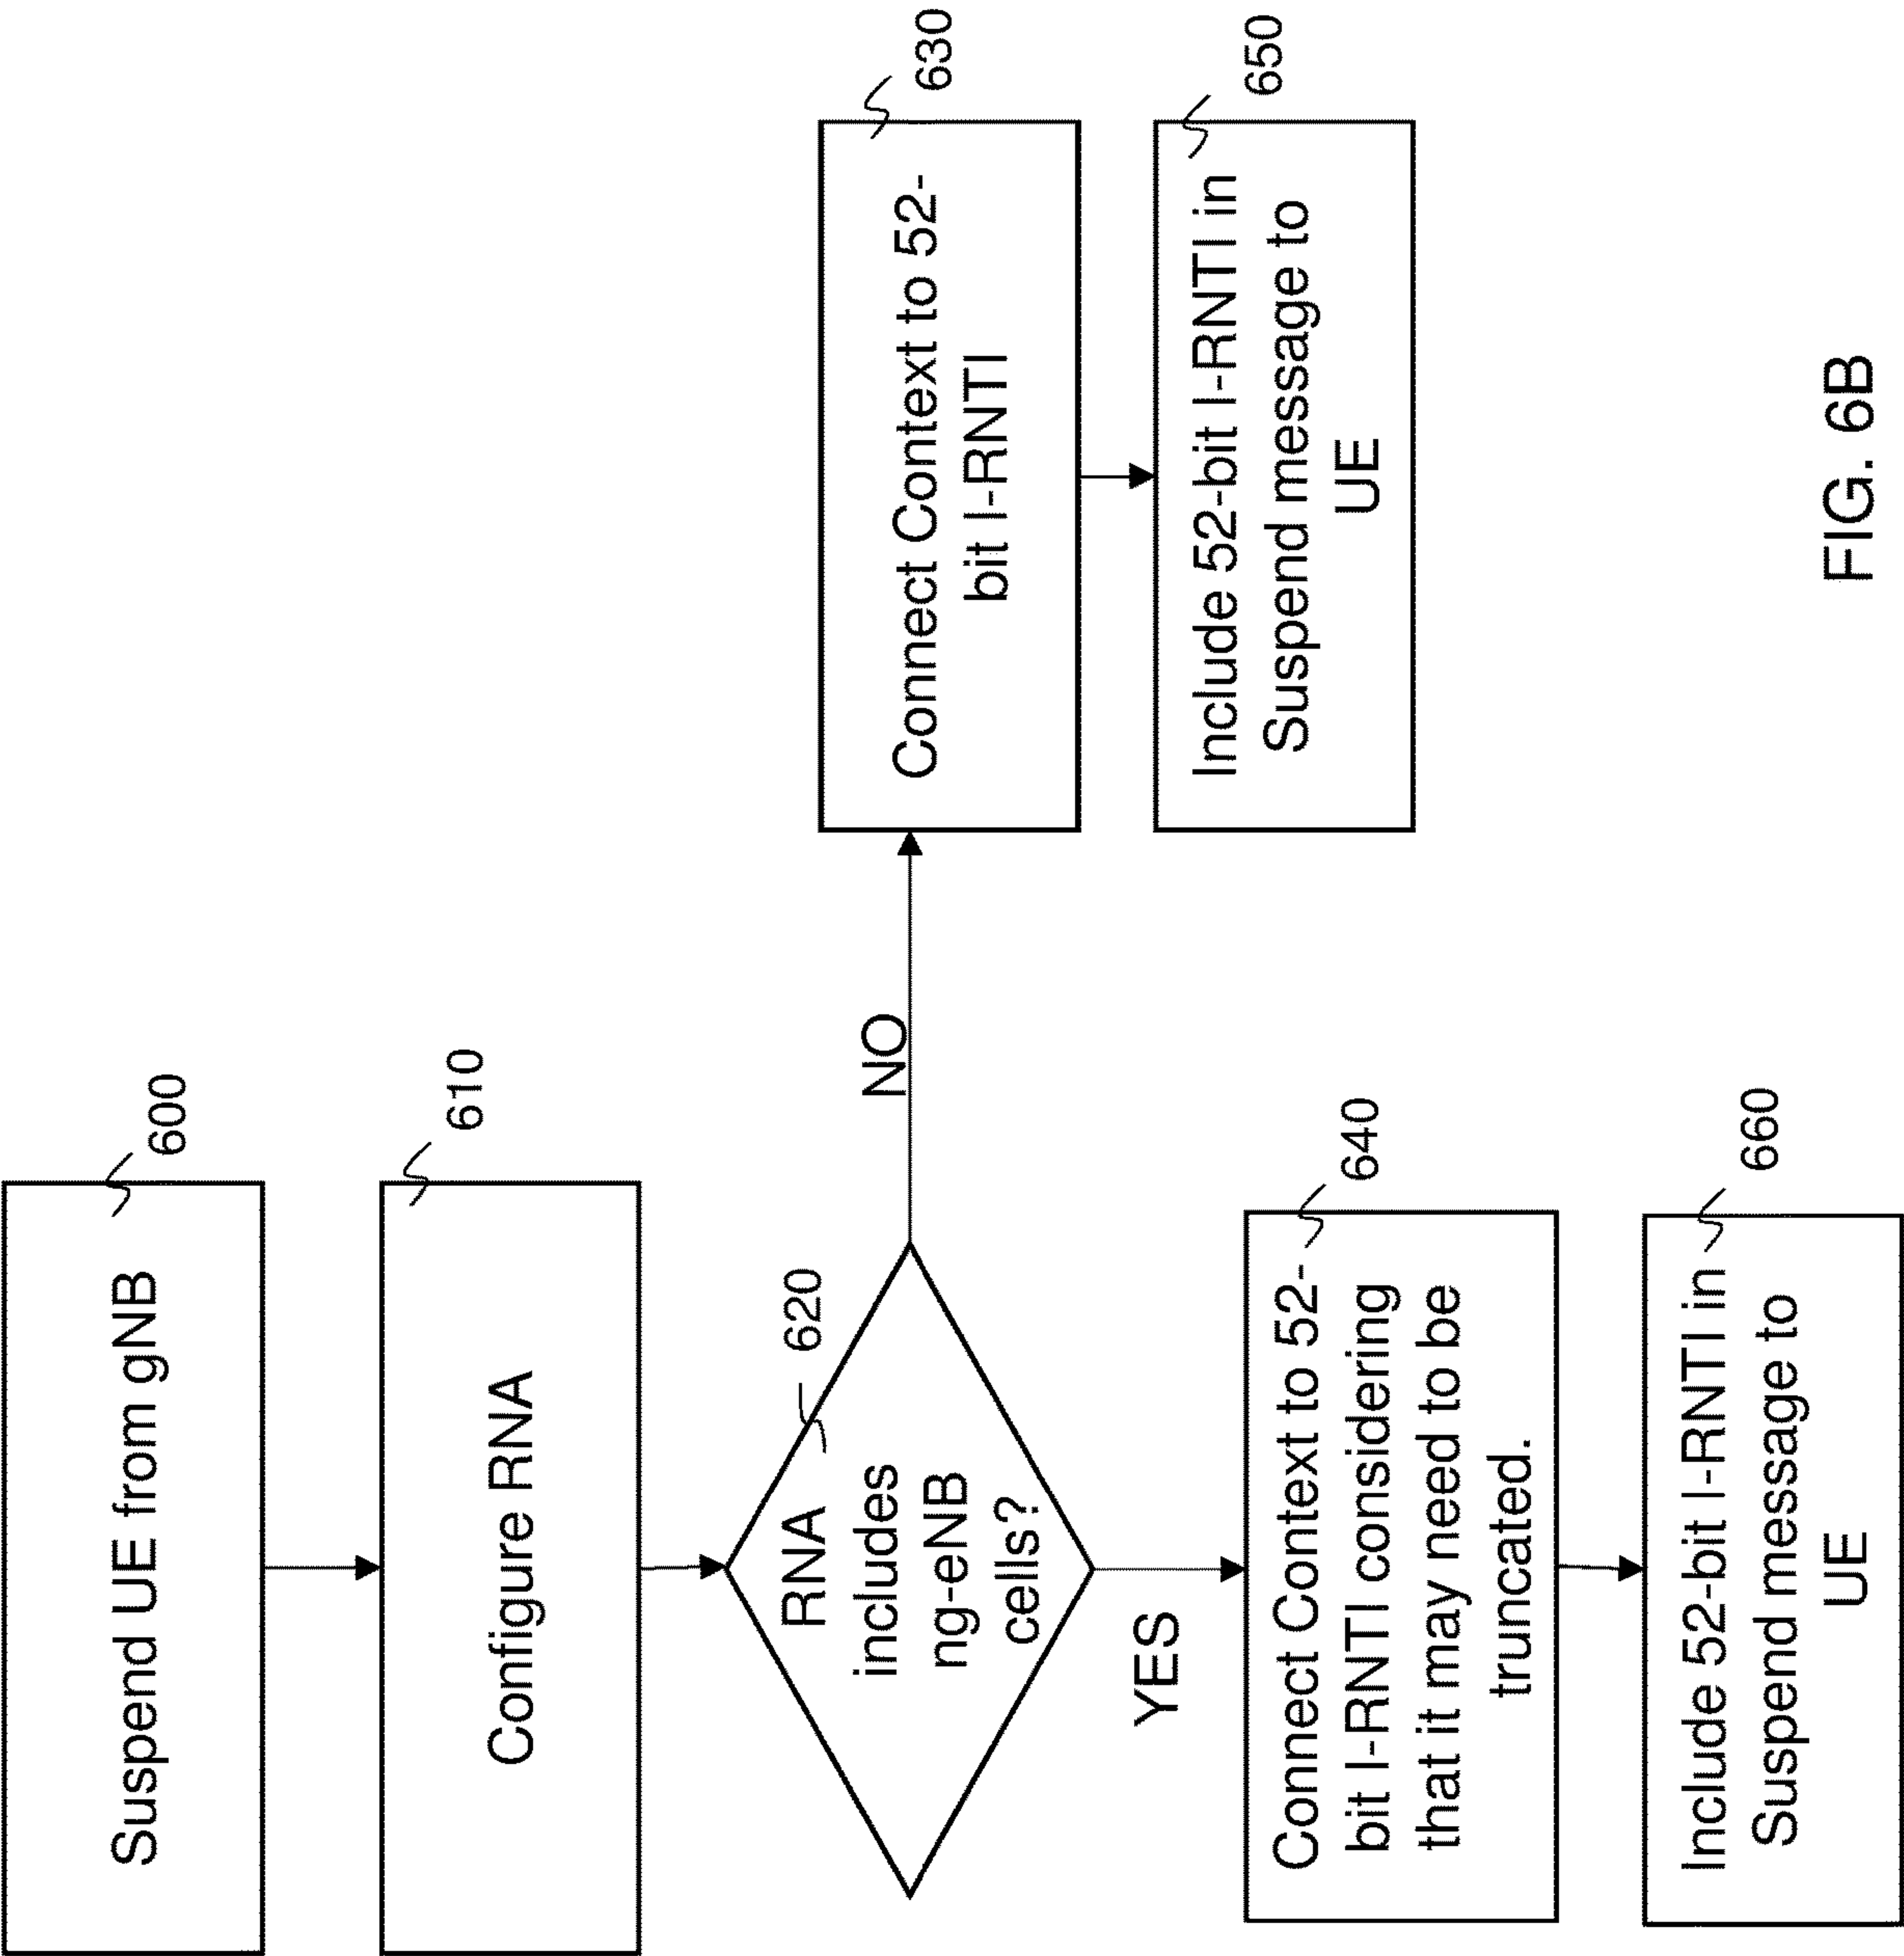 Suspend UE from gNB
600
Configure RNA
610
RNA
includes
ng-eNB
cells?
620
NO
Connect Context to 52-
bit I-RNTI
630
Include 52-bit I-RNTI in
Suspend message to
UE
650
YES
Connect Context to 52-
bit I-RNTI considering
that it may need to be
truncated.
640
Include 52-bit I-RNTI in
Suspend message to
UE
660
FIG. 6B